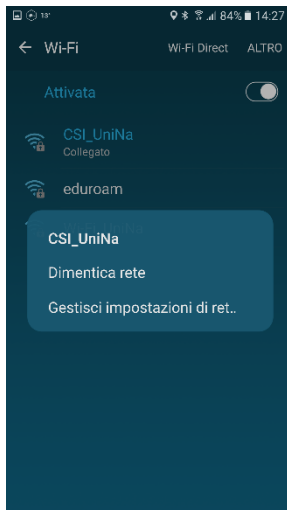 13° 84% 14:27
Wi-Fi Wi-Fi Direct ALTRO
Attivata
CSI_UniNa
Collegato
eduroam
CSI_UniNa
Dimentica rete
Gestisci impostazioni di ret..